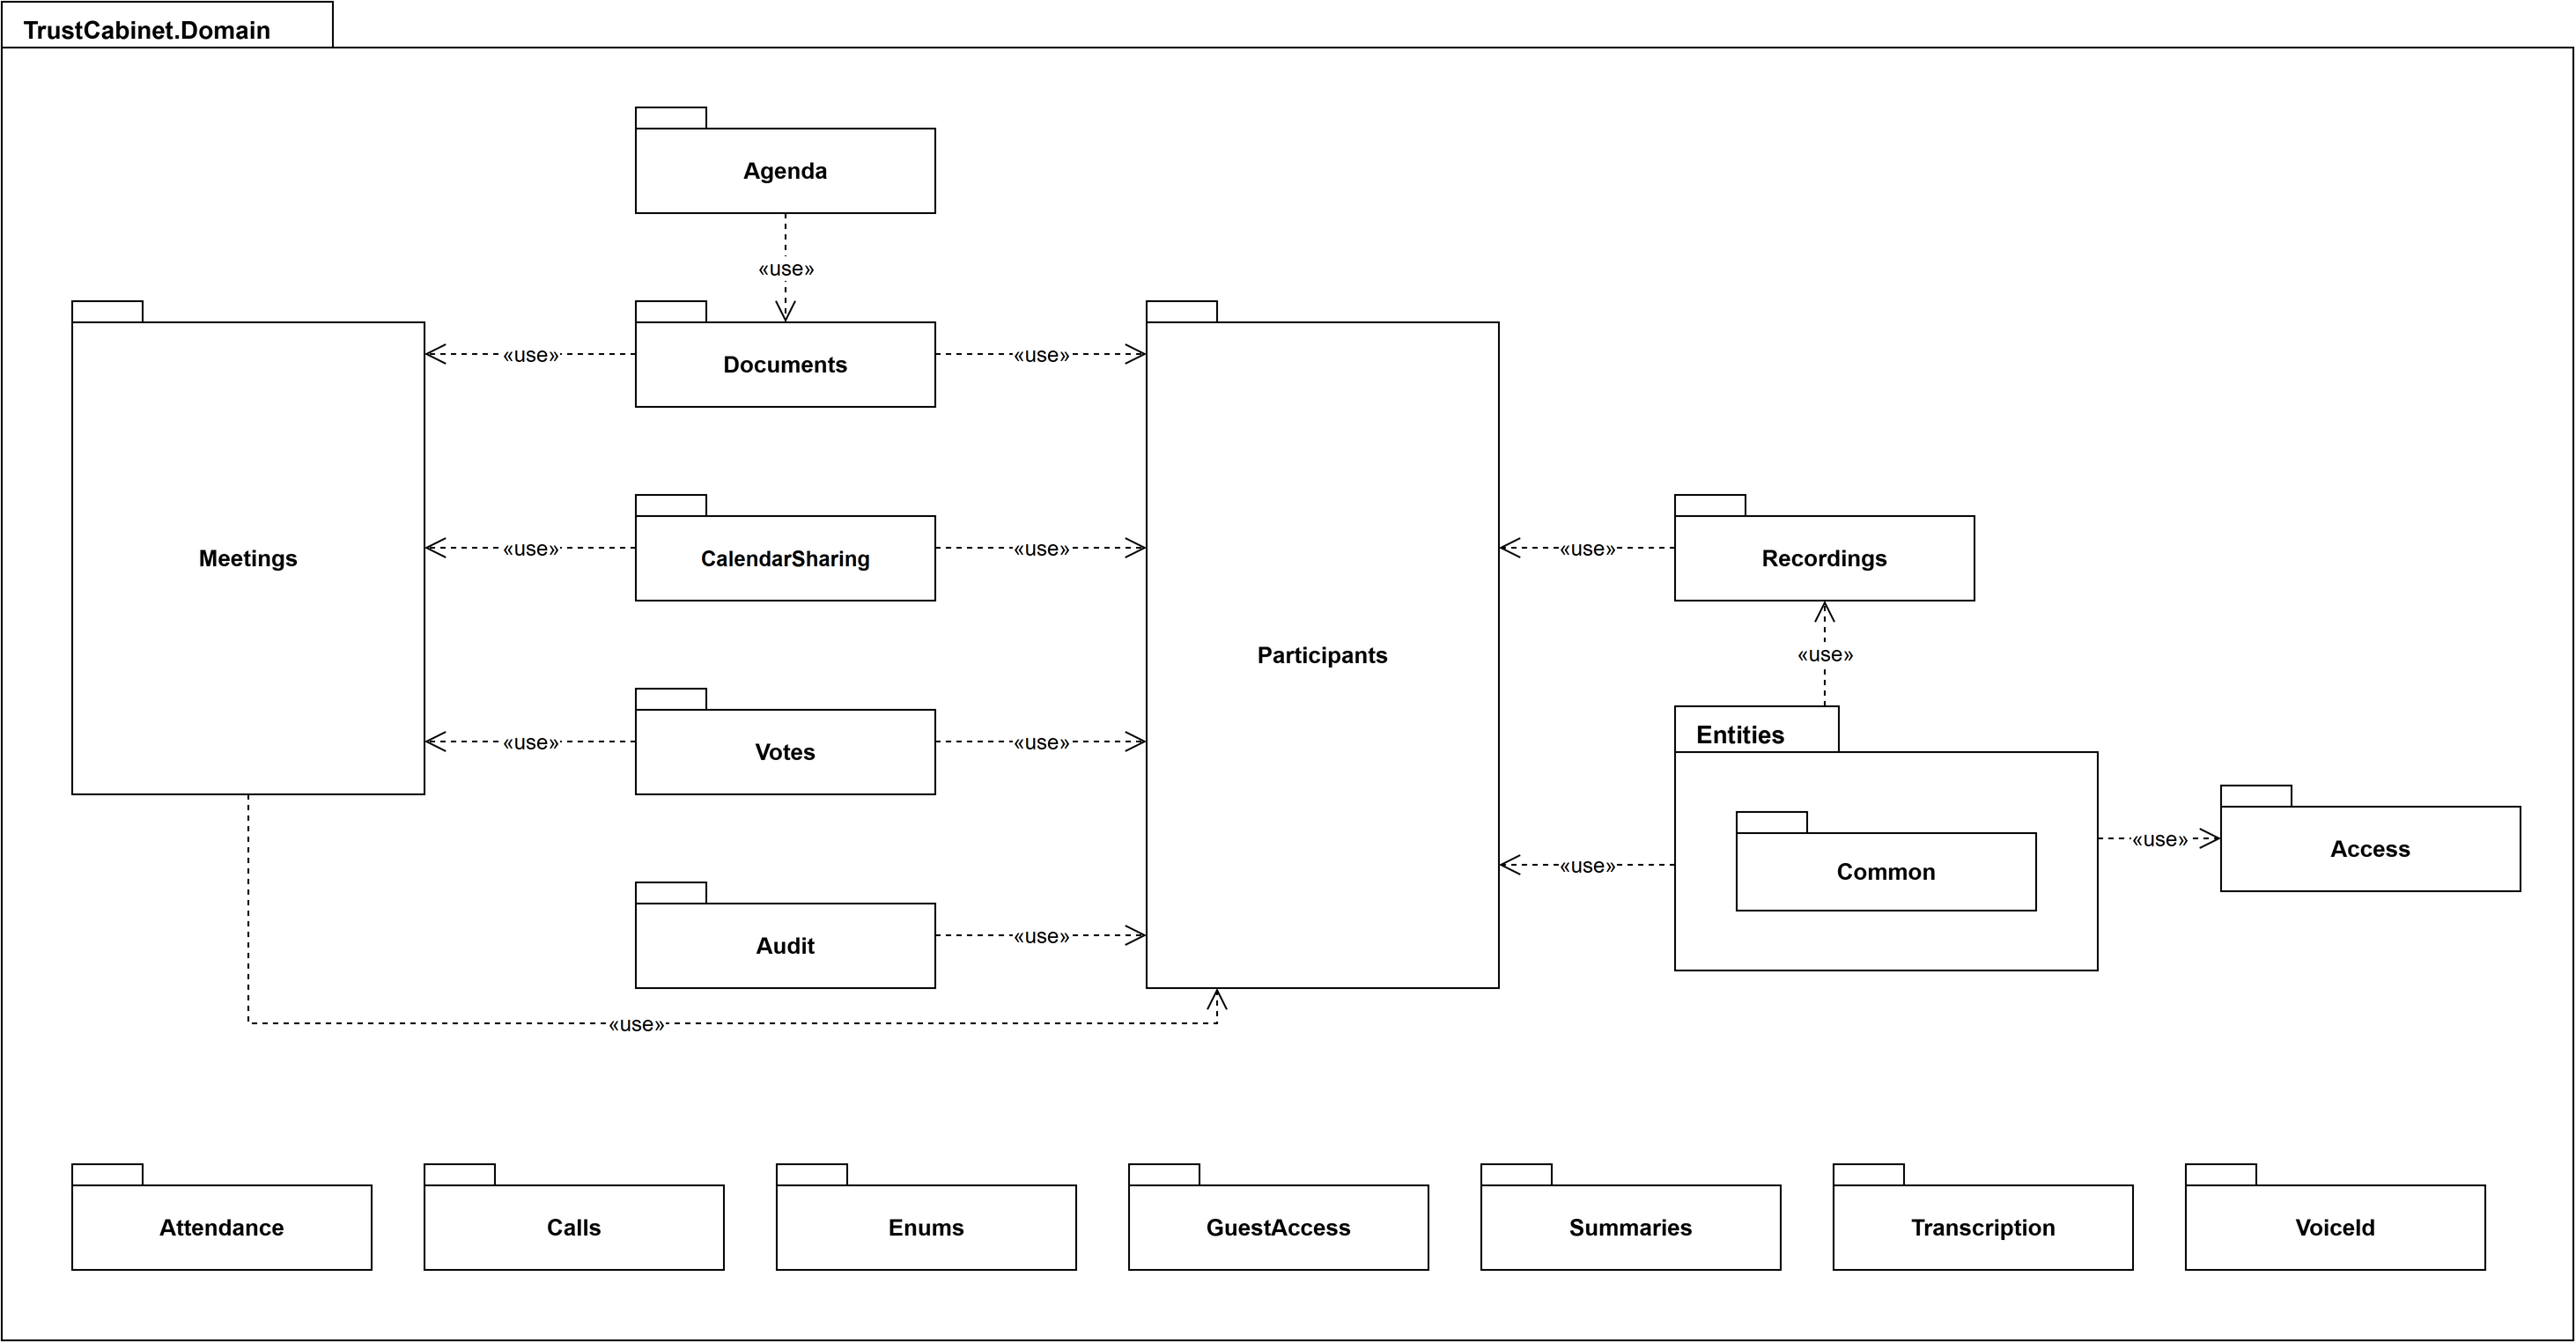 TrustCabinet.Domain
Agenda
«use»
Documents
«use»
«use»
Meetings
CalendarSharing
«use»
«use»
Participants
«use»
Recordings
«use»
Votes
«use»
«use»
Entities
Common
«use»
«use»
Access
Audit
«use»
«use»
Attendance
Calls
Enums
GuestAccess
Summaries
Transcription
VoiceId